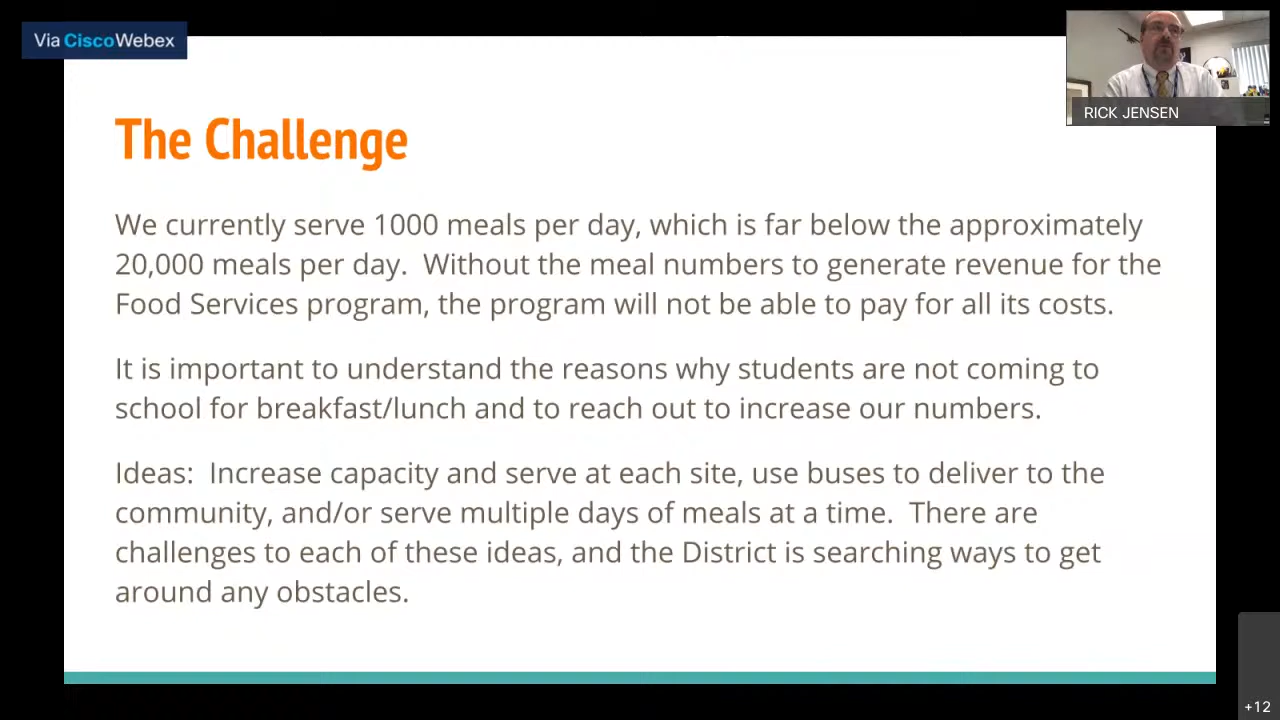 Via CiscoWebex
RICK JENSEN
The Challenge
We currently serve 1000 meals per day, which is far below the approximately
20,000 meals per day.  Without the meal numbers to generate revenue for the
Food Services program, the program will not be able to pay for all its costs.
It is important to understand the reasons why students are not coming to
school for breakfast/lunch and to reach out to increase our numbers.
Ideas:  Increase capacity and serve at each site, use buses to deliver to the
community, and/or serve multiple days of meals at a time.  There are
challenges to each of these ideas, and the District is searching ways to get
around any obstacles.
+12